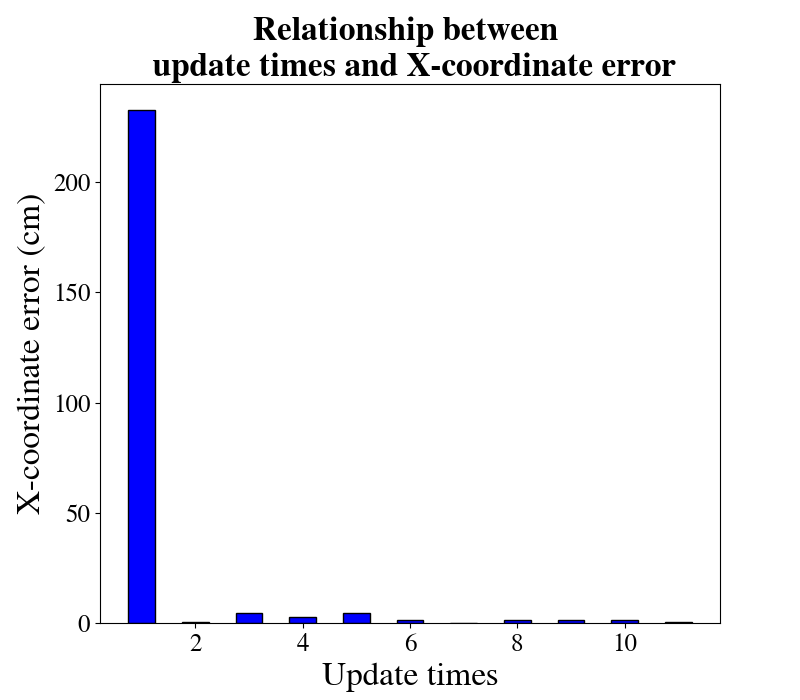 Relationship between
update times and X-coordinate error
X-coordinate error (cm)
200
150
100
50
0
2 4 6 8 10
Update times